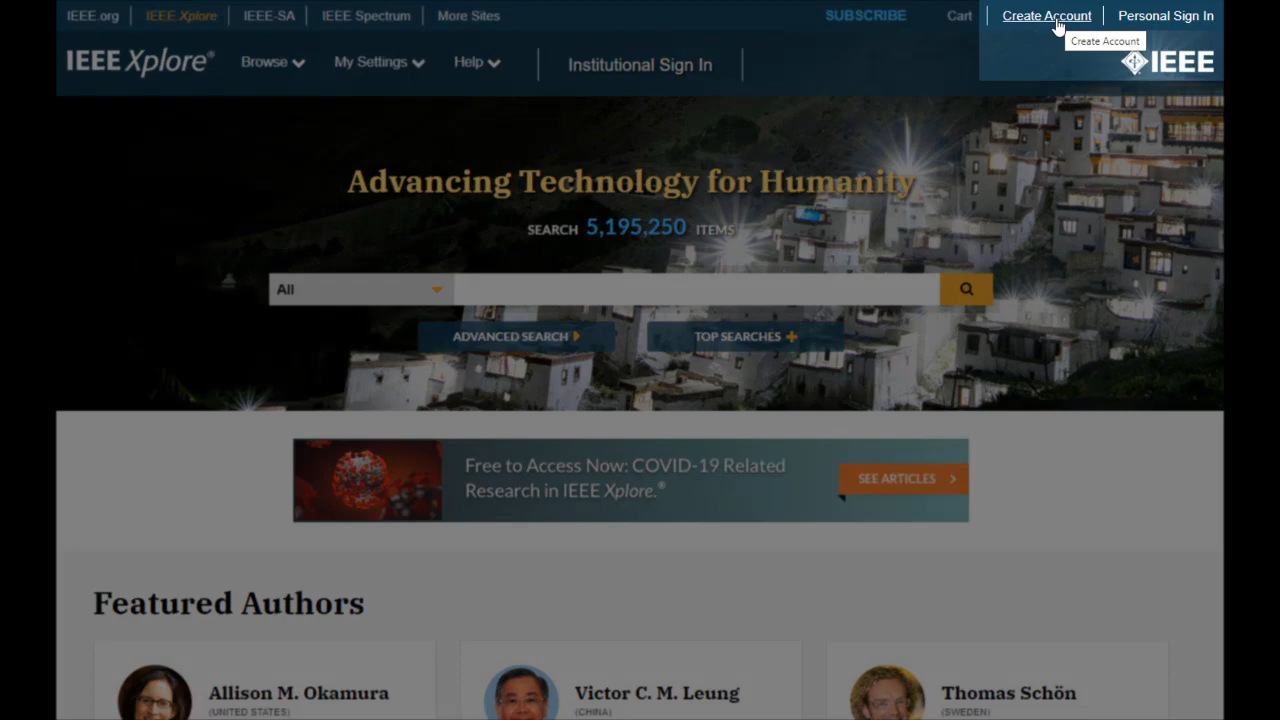 IEEE.org
IEEE Xplore
IEEE-SA
IEEE Spectrum
More Sites
SUBSCRIBE
Cart
Create Account
Personal Sign In
Create Account
IEEE
IEEE Xplore®
Browse
My Settings
Help
Institutional Sign In
Advancing Technology for Humanity
SEARCH 5,195,250 ITEMS
All
ADVANCED SEARCH
TOP SEARCHES
Free to Access Now: COVID-19 Related
Research in IEEE Xplore.®
SEE ARTICLES
Featured Authors
Allison M. Okamura
(UNITED STATES)
Victor C. M. Leung
(CHINA)
Thomas Schön
(SWEDEN)